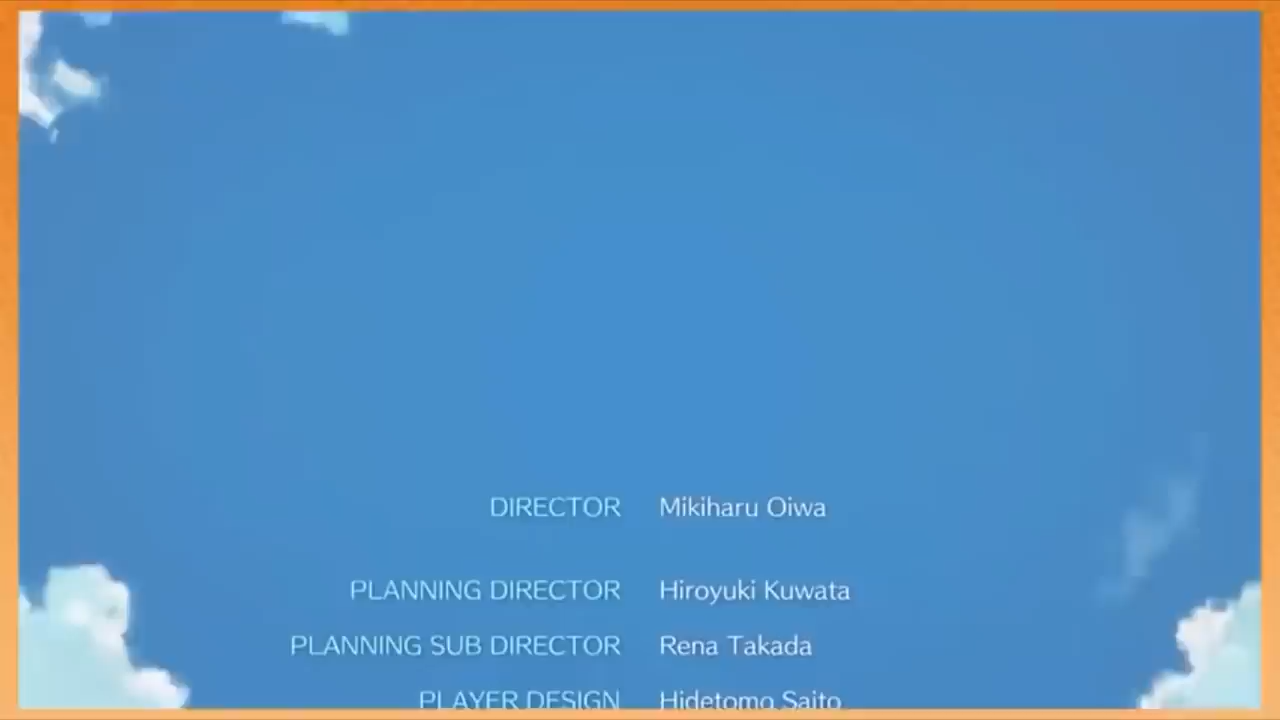 DIRECTOR Mikiharu Oiwa
PLANNING DIRECTOR Hiroyuki Kuwata
PLANNING SUB DIRECTOR Rena Takada
PLAYER DESIGN Hidetomo Saito